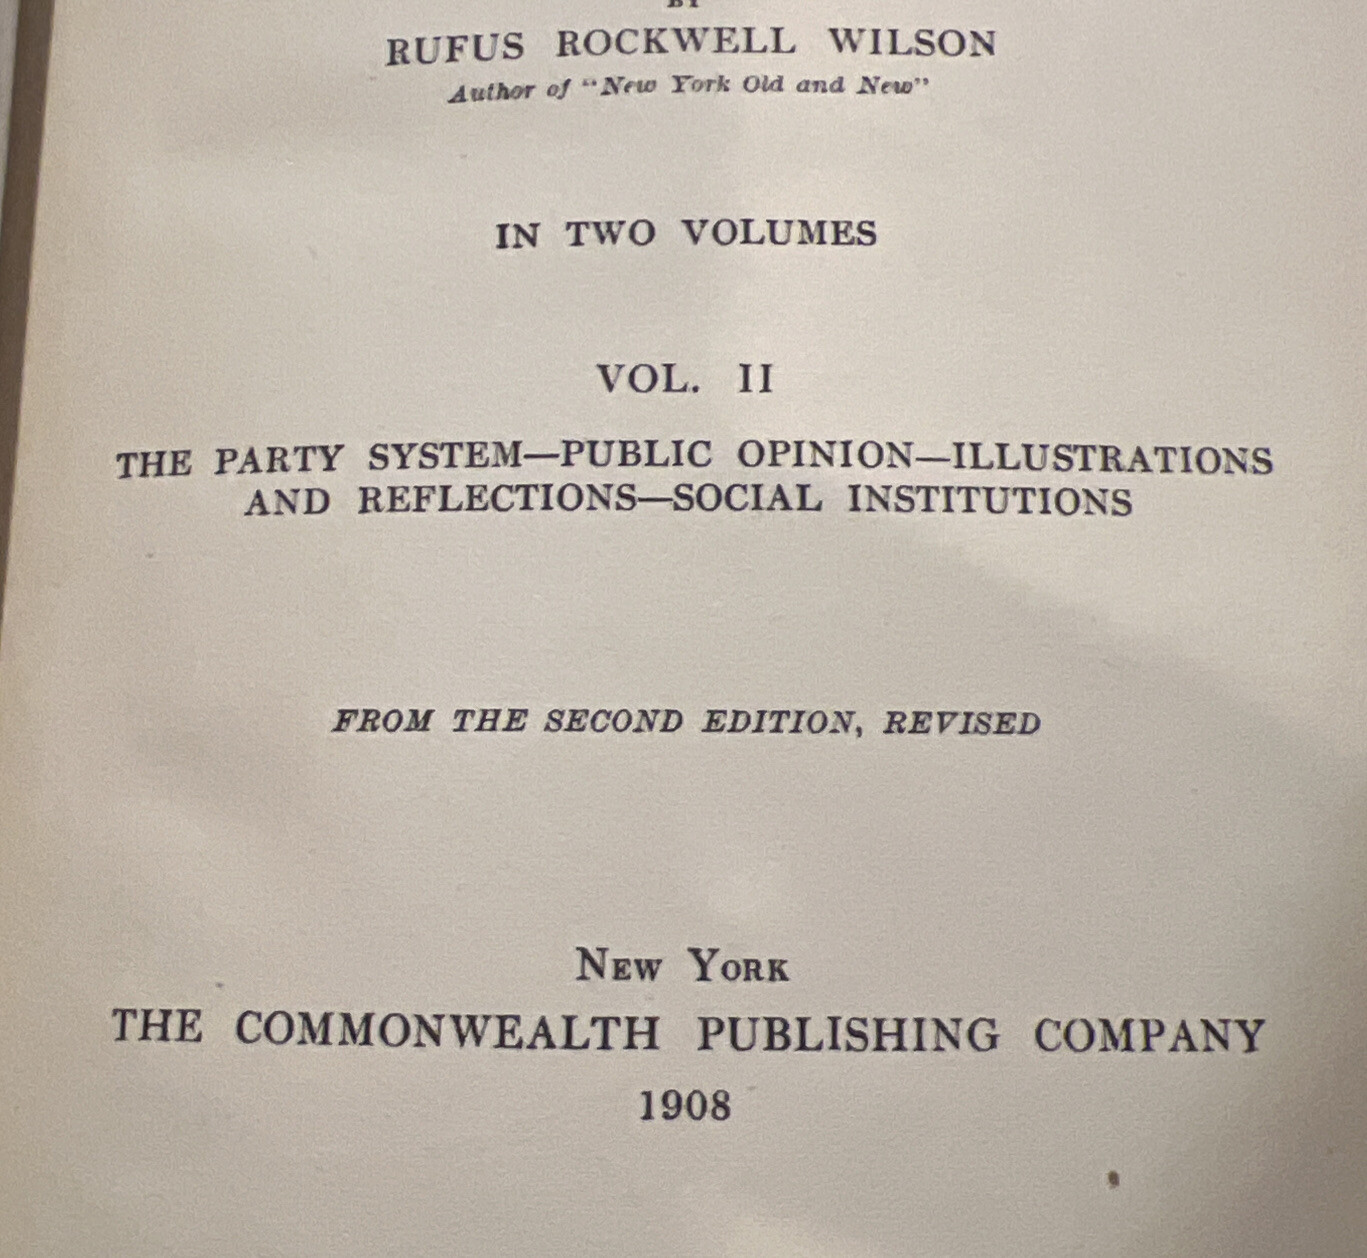 BY
RUFUS ROCKWELL WILSON
Author of "New York Old and New"
IN TWO VOLUMES
VOL. II
THE PARTY SYSTEM—PUBLIC OPINION—ILLUSTRATIONS
AND REFLECTIONS—SOCIAL INSTITUTIONS
FROM THE SECOND EDITION, REVISED
NEW YORK
THE COMMONWEALTH PUBLISHING COMPANY
1908